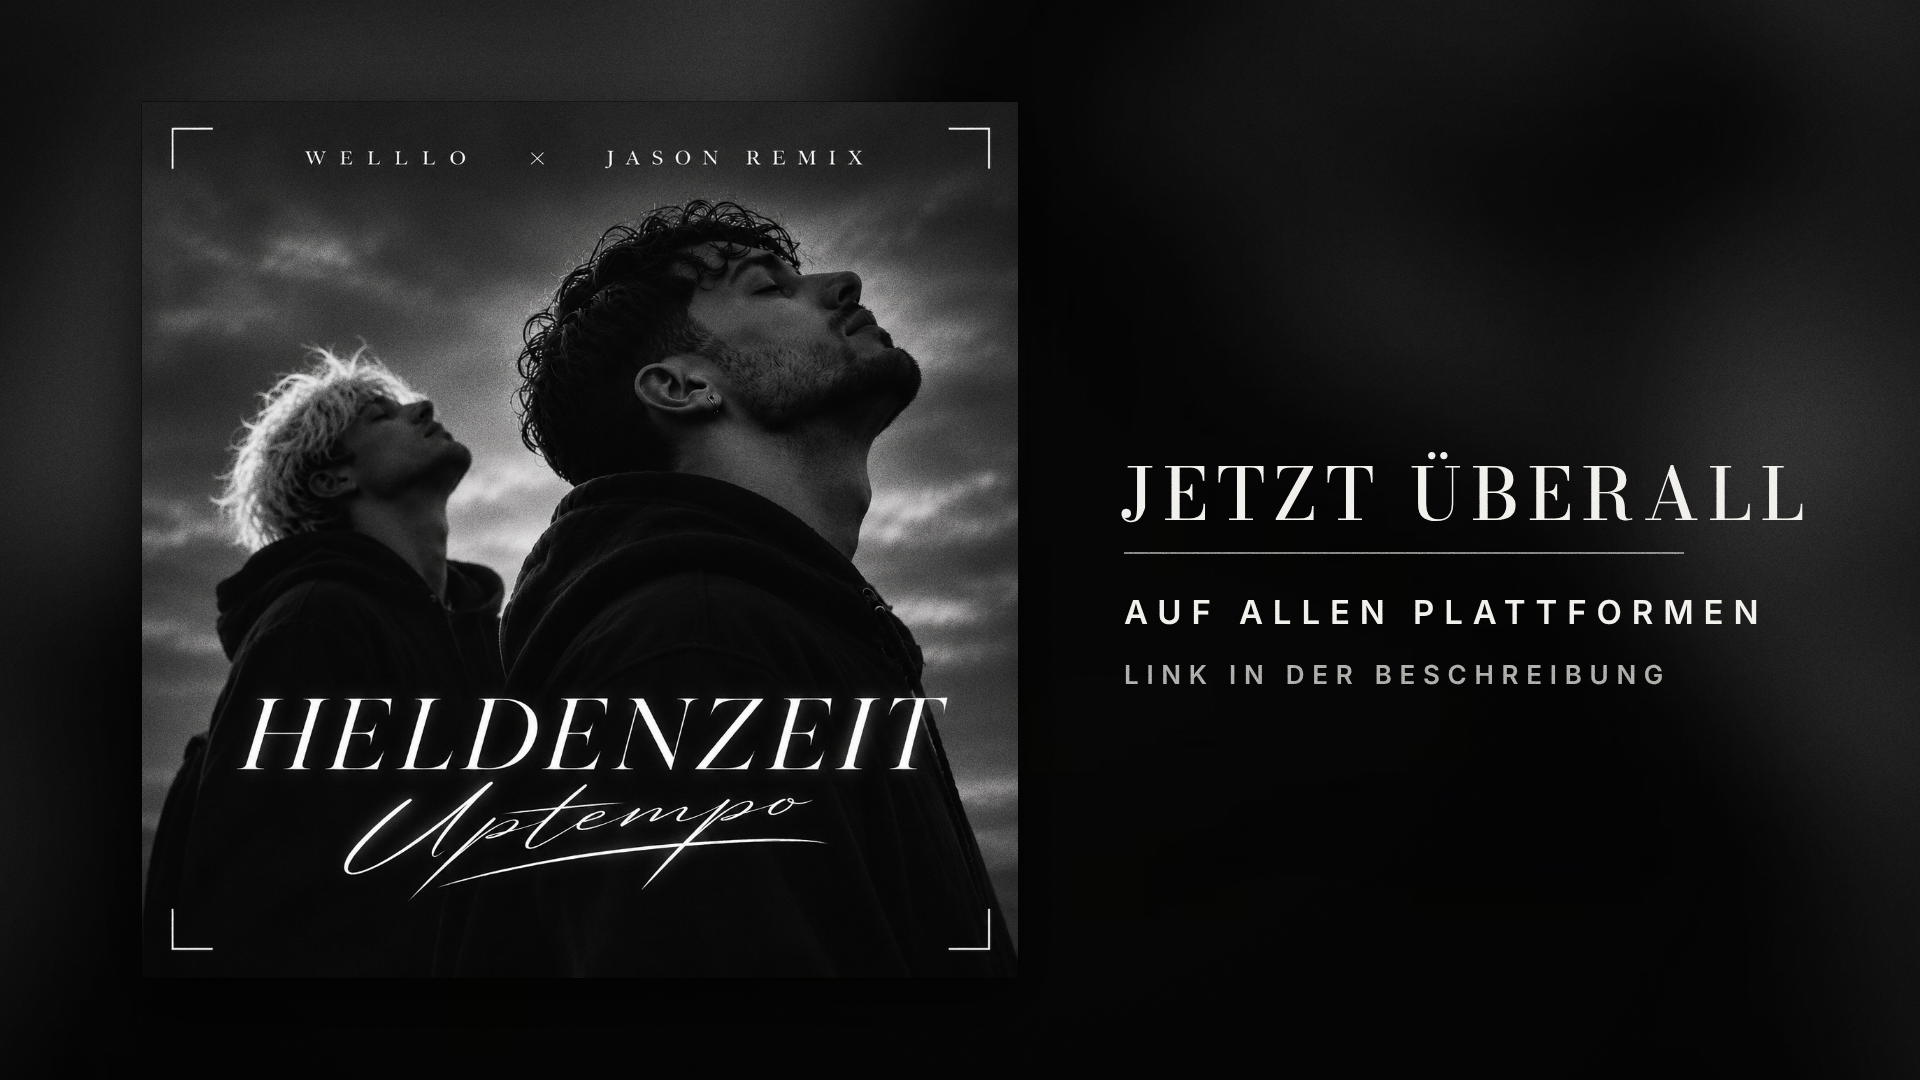 WELLLO × JASON REMIX
HELDENZEIT
Uptempo
JETZT ÜBERALL
AUF ALLEN PLATTFORMEN
LINK IN DER BESCHREIBUNG